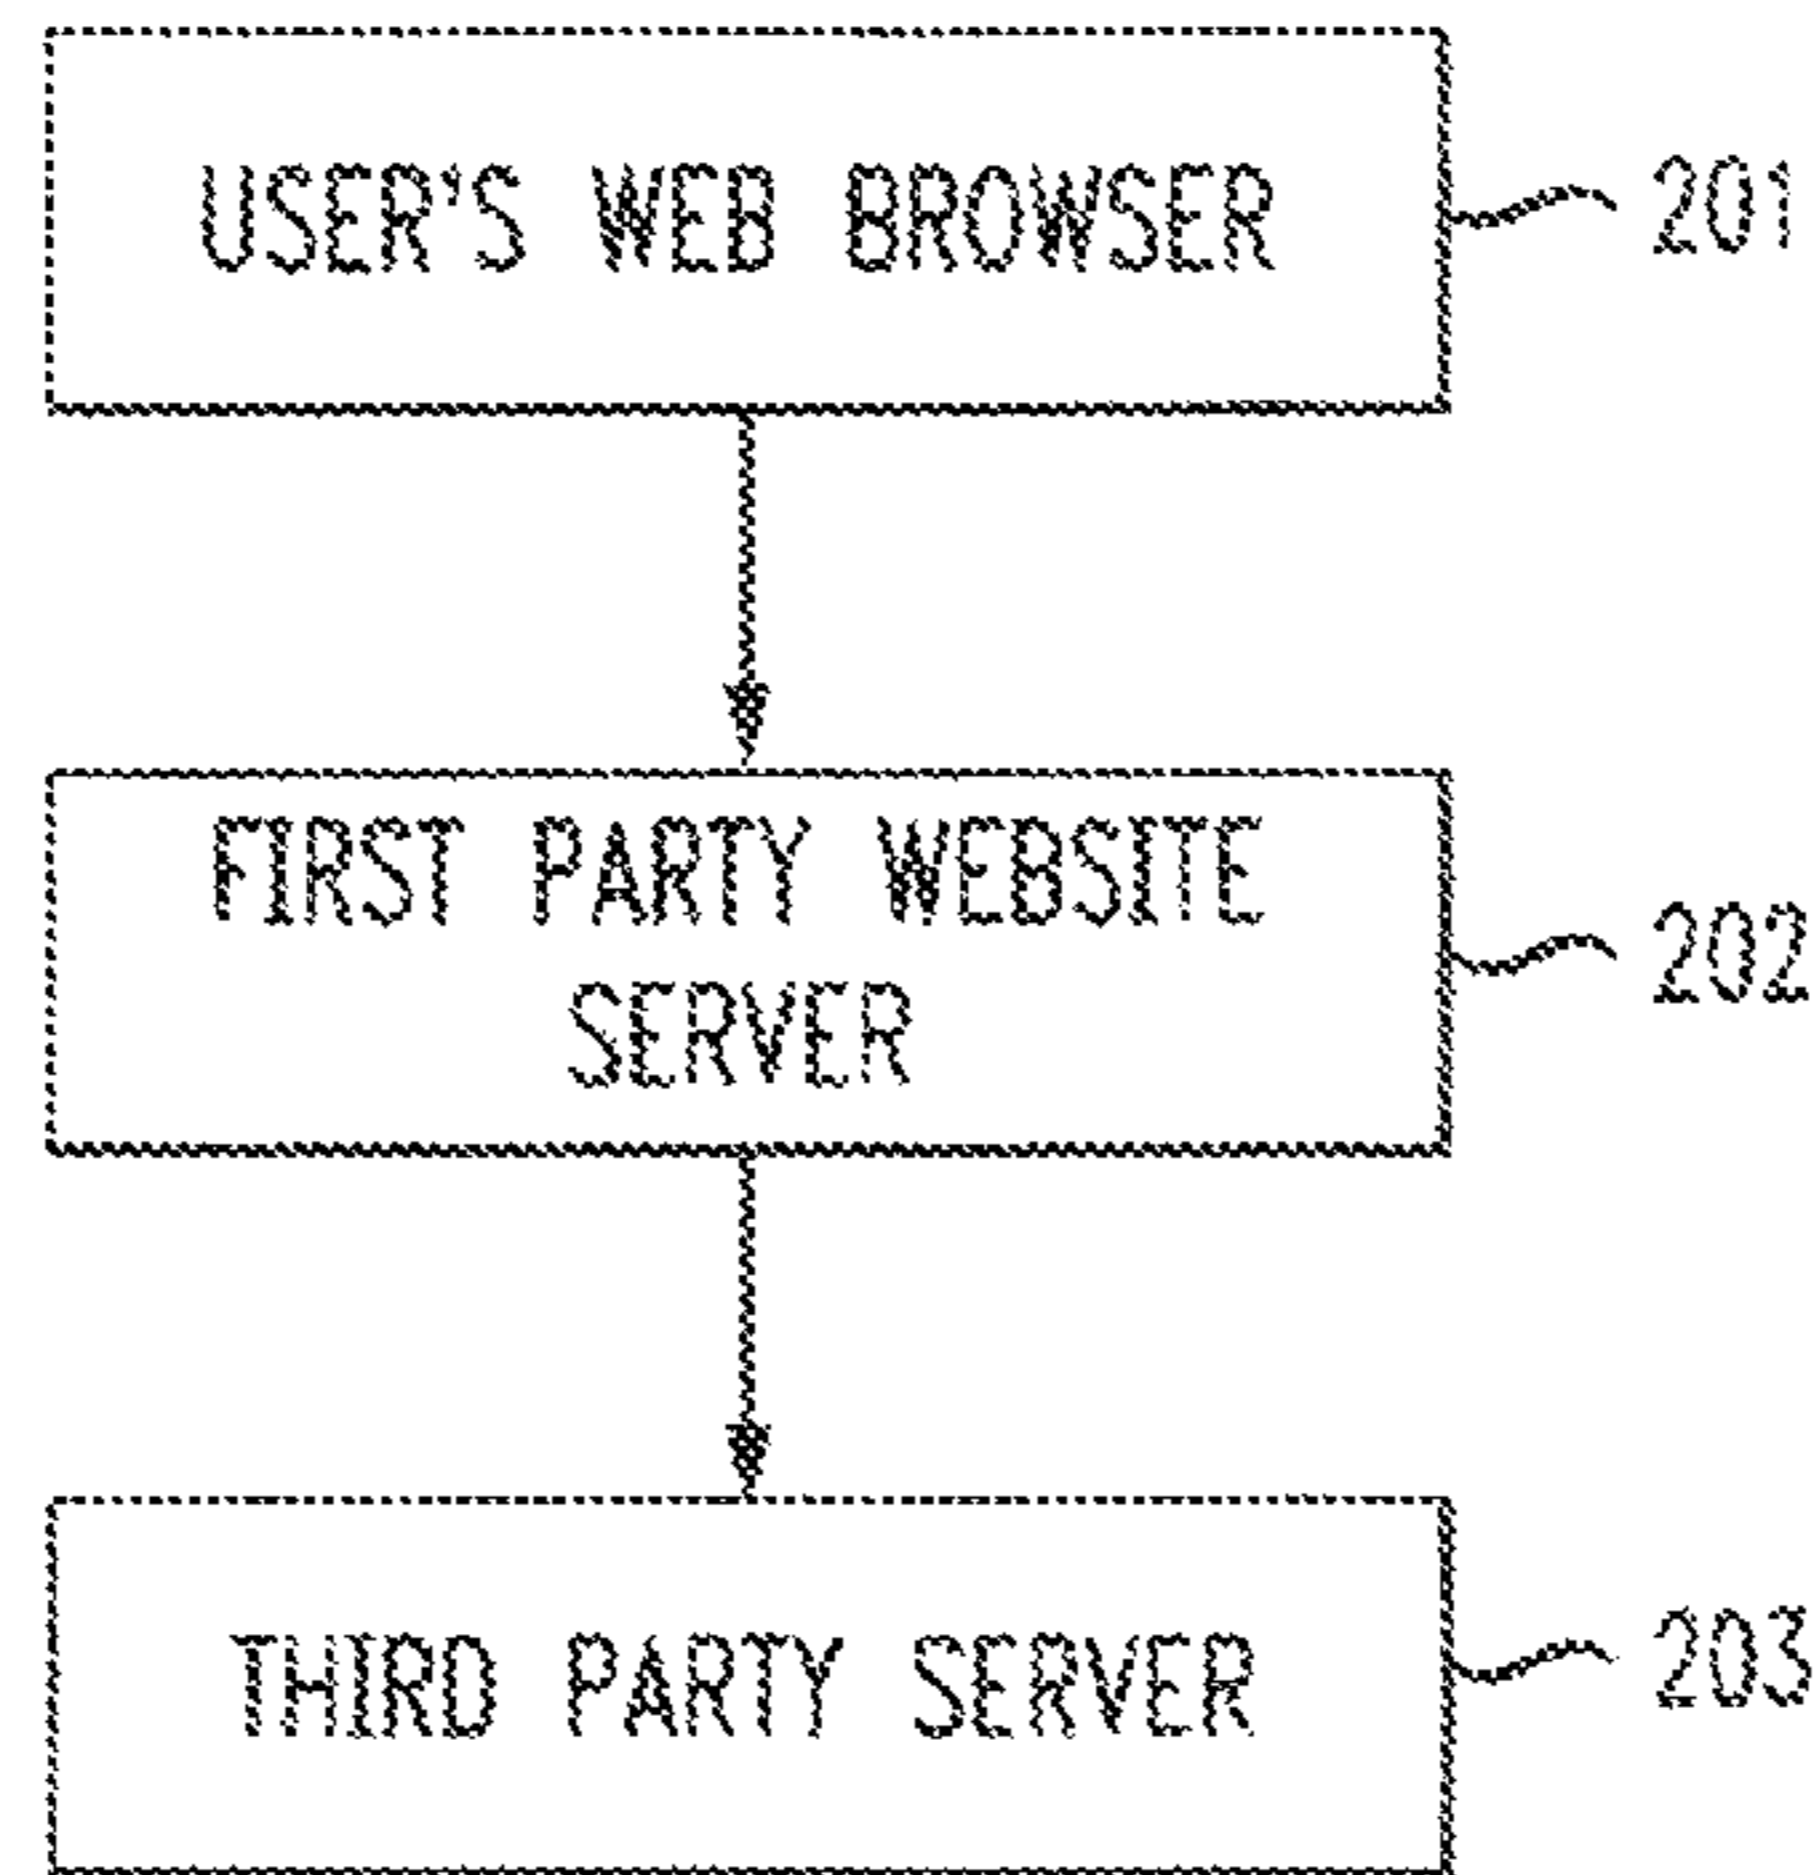 USER'S WEB BROWSER
201
FIRST PARTY WEBSITE
SERVER
202
THIRD PARTY SERVER
203